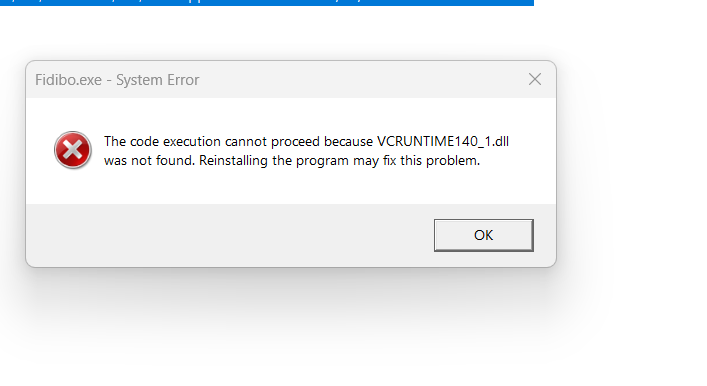 Fidibo.exe - System Error
The code execution cannot proceed because VCRUNTIME140_1.dll
was not found. Reinstalling the program may fix this problem.
OK